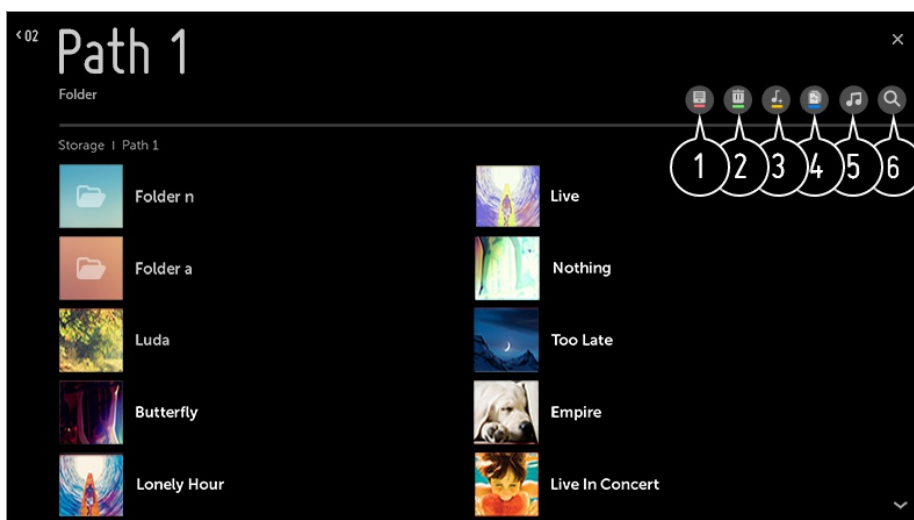 <02
Path 1
×
Folder
1 2 3 4 5 6
Storage I Path 1
Folder n
Live
Folder a
Nothing
Luda
Too Late
Butterfly
Empire
Lonely Hour
Live In Concert